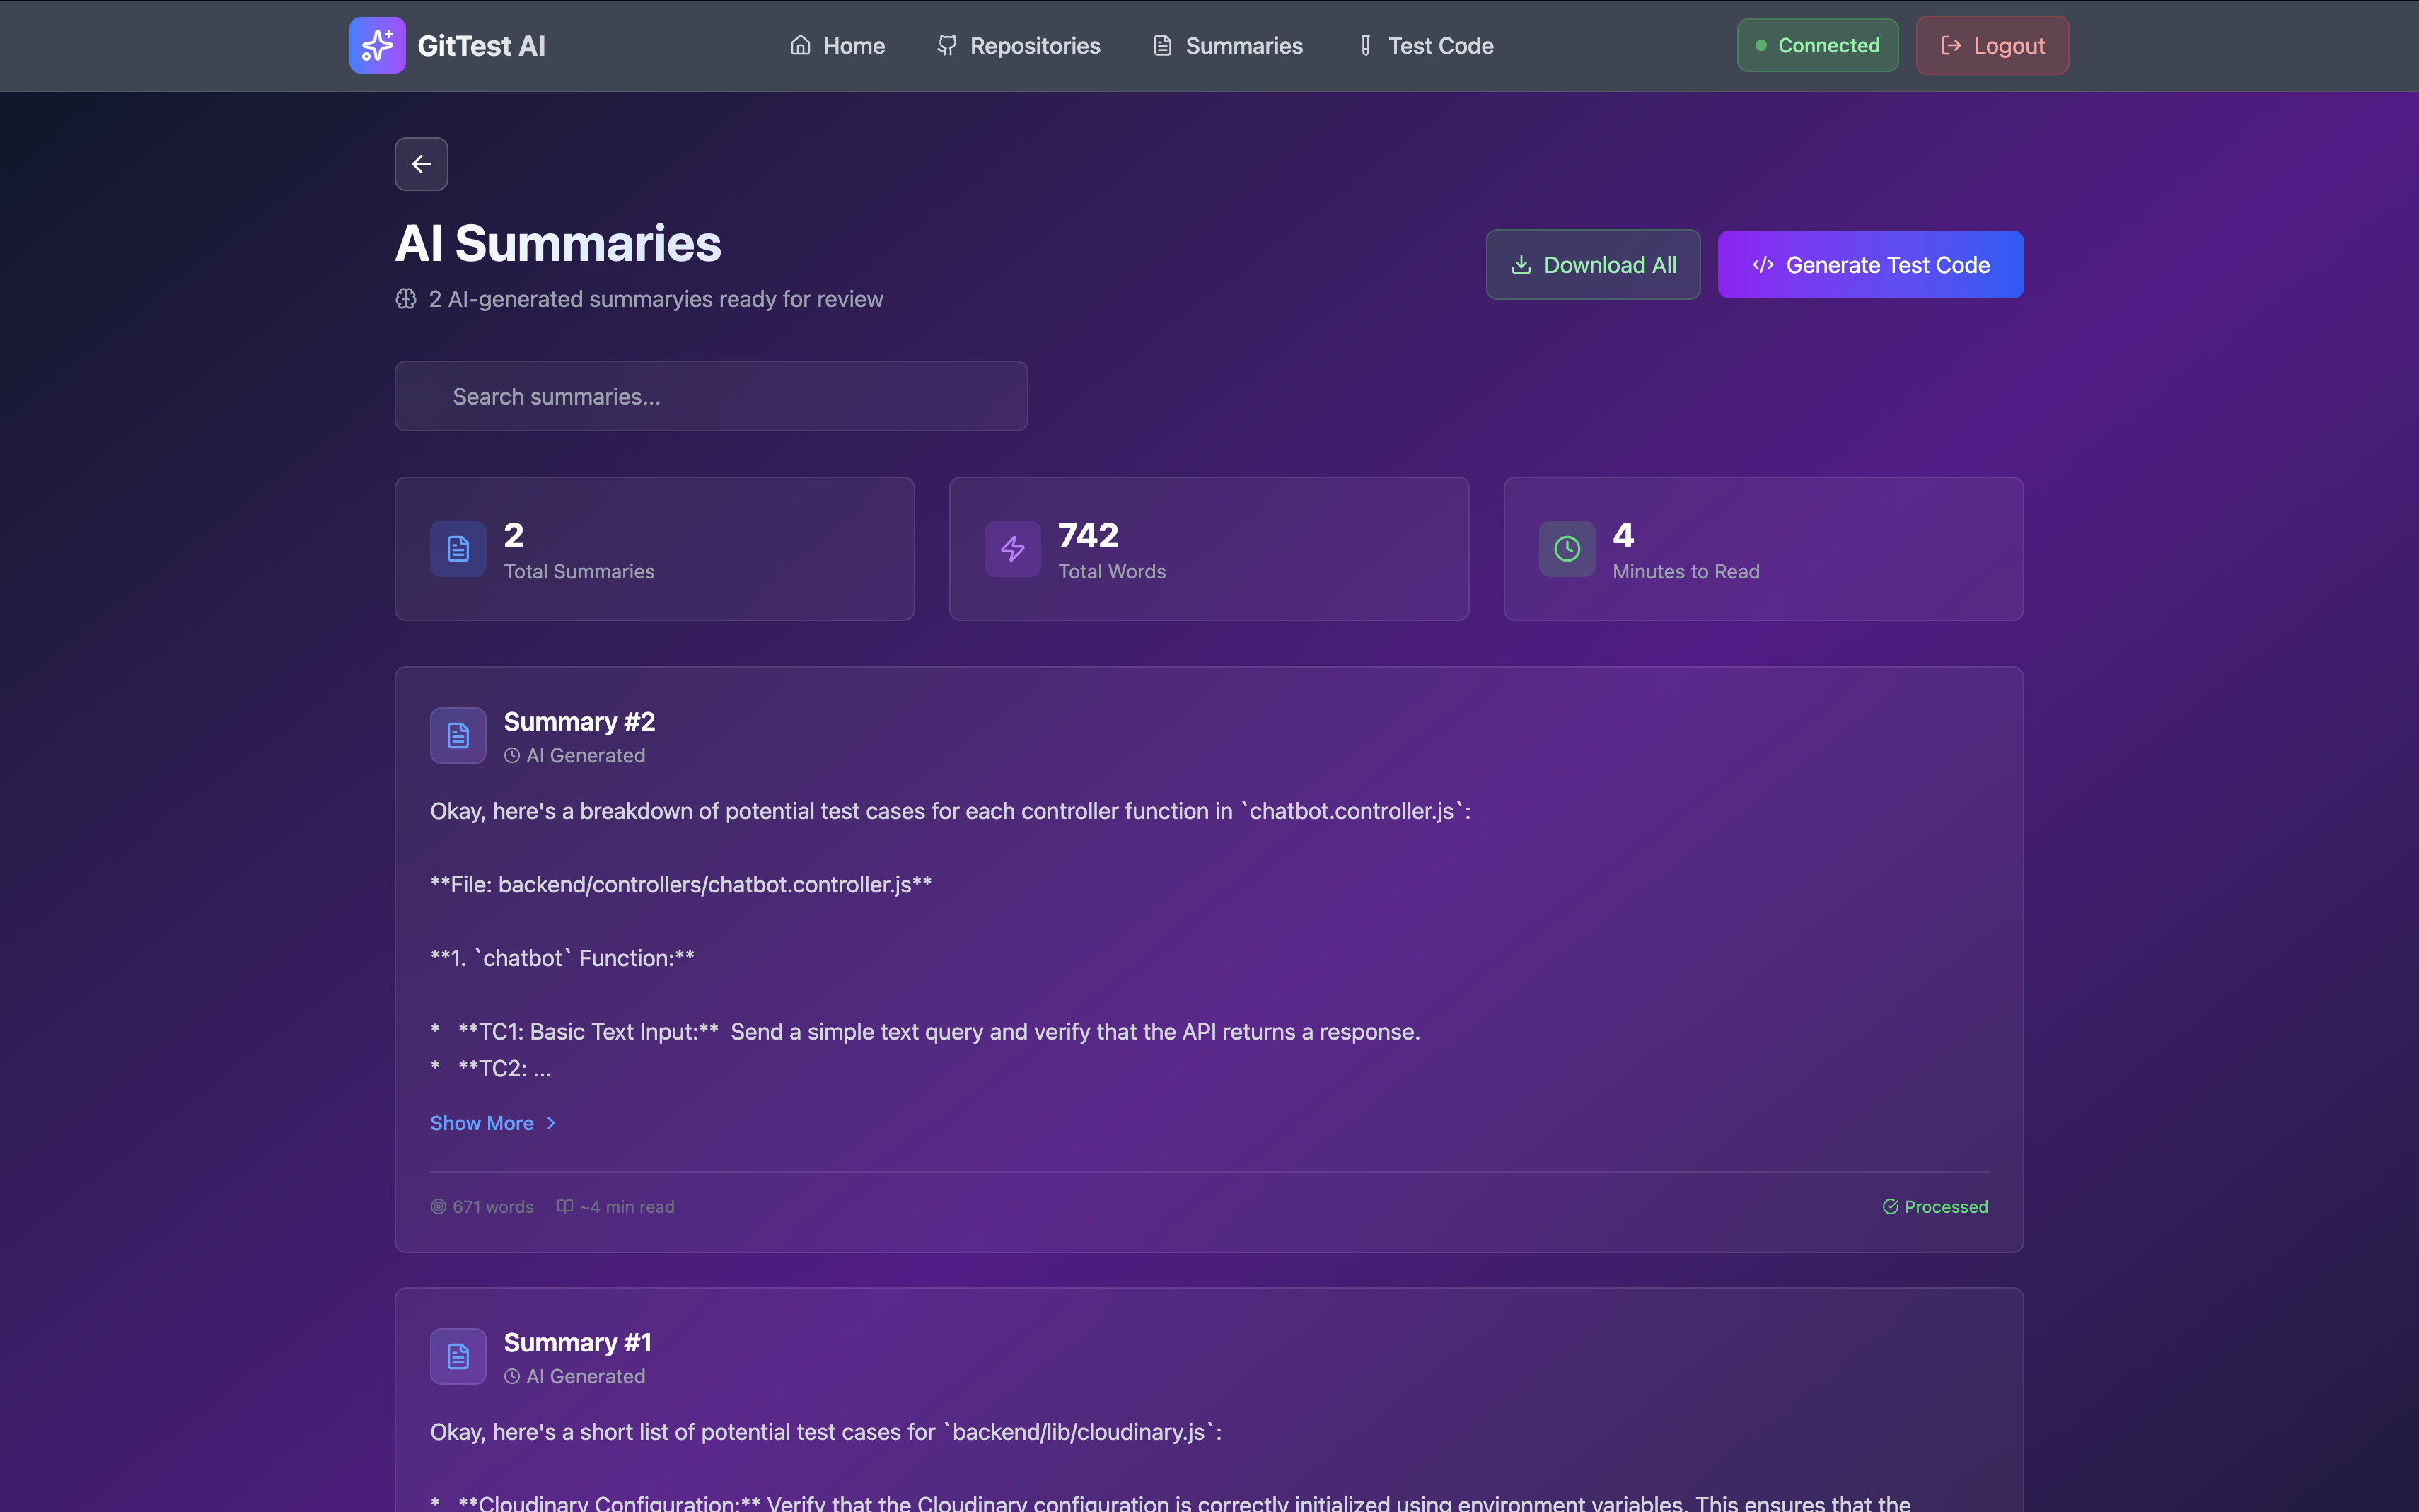 GitTest AI
Home
Repositories
Summaries
Test Code
Connected
Logout
AI Summaries
2 AI-generated summaryies ready for review
Download All
</> Generate Test Code
Search summaries...
2
Total Summaries
742
Total Words
4
Minutes to Read
Summary #2
AI Generated
Okay, here's a breakdown of potential test cases for each controller function in `chatbot.controller.js`:
**File: backend/controllers/chatbot.controller.js**
**1. `chatbot` Function:**
*   **TC1: Basic Text Input:**  Send a simple text query and verify that the API returns a response.
*   **TC2: ...
Show More
671 words
~4 min read
Processed
Summary #1
AI Generated
Okay, here's a short list of potential test cases for `backend/lib/cloudinary.js`:
*   **Cloudinary Configuration:** Verify that the Cloudinary configuration is correctly initialized using environment variables. This ensures that the